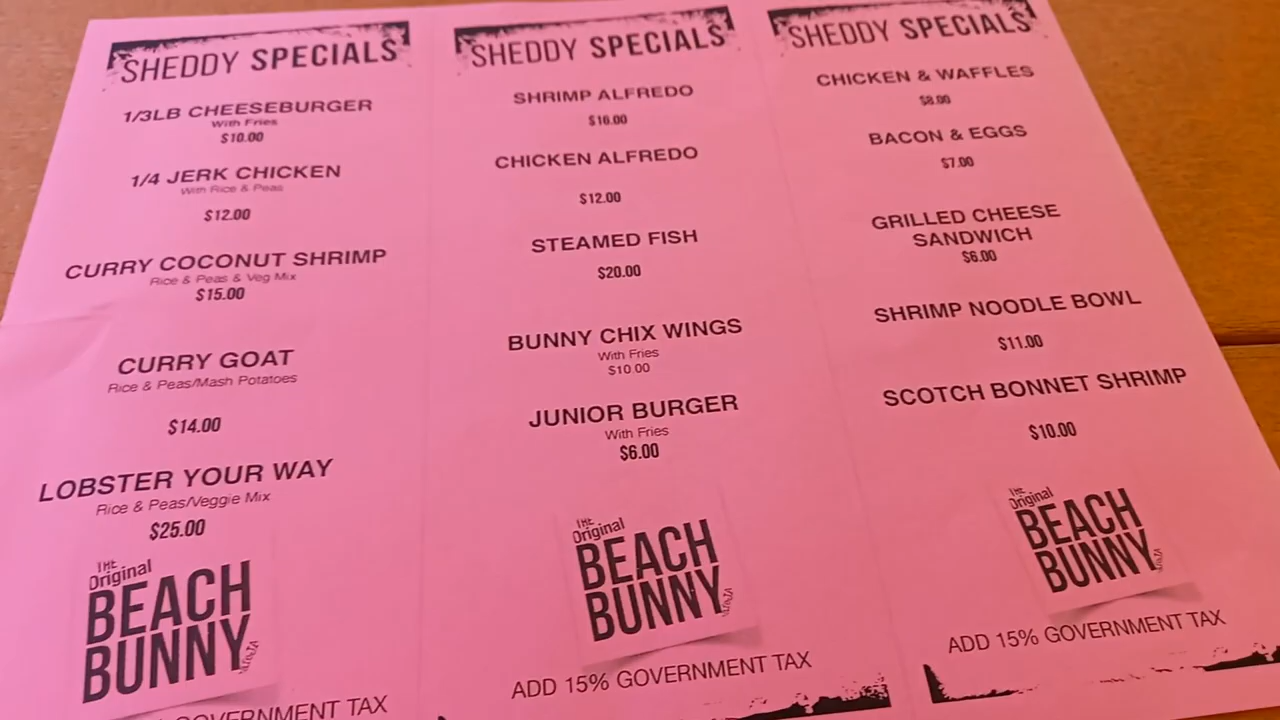 SHEDDY SPECIALS
1/3LB CHEESEBURGER
With Fries
$10.00
1/4 JERK CHICKEN
With Rice & Peas
$12.00
CURRY COCONUT SHRIMP
Rice & Peas & Veg Mix
$15.00
CURRY GOAT
Rice & Peas/Mash Potatoes
$14.00
LOBSTER YOUR WAY
Rice & Peas/Veggie Mix
$25.00
THE
Original
BEACH
BUNNY
GOVERNMENT TAX
SHEDDY SPECIALS
SHRIMP ALFREDO
$16.00
CHICKEN ALFREDO
$12.00
STEAMED FISH
$20.00
BUNNY CHIX WINGS
With Fries
$10.00
JUNIOR BURGER
With Fries
$6.00
THE
Original
BEACH
BUNNY
ADD 15% GOVERNMENT TAX
SHEDDY SPECIALS
CHICKEN & WAFFLES
$8.00
BACON & EGGS
$7.00
GRILLED CHEESE
SANDWICH
$6.00
SHRIMP NOODLE BOWL
$11.00
SCOTCH BONNET SHRIMP
$10.00
THE
Original
BEACH
BUNNY
ADD 15% GOVERNMENT TAX